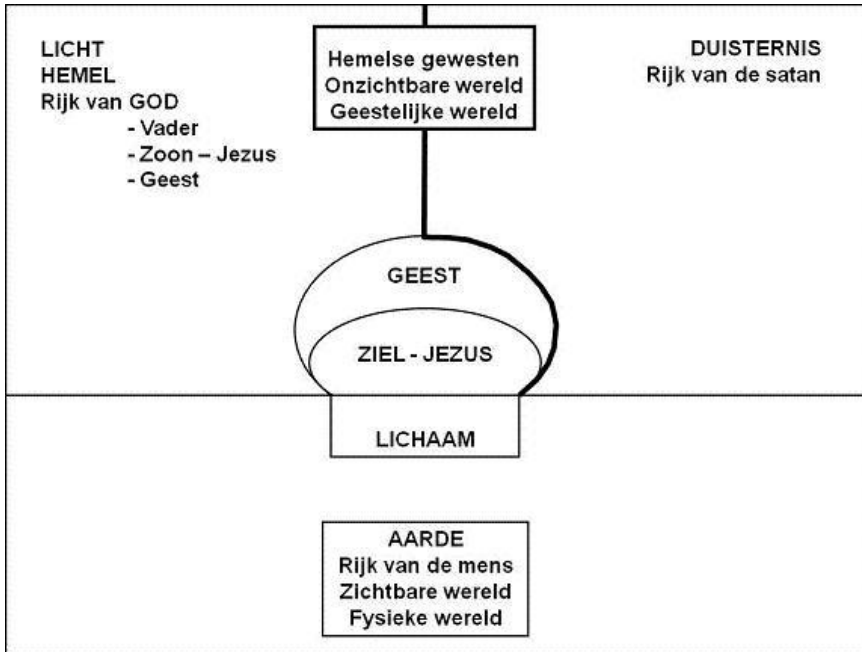 LICHT
HEMEL
Rijk van GOD
- Vader
- Zoon – Jezus
- Geest
Hemelse gewesten
Onzichtbare wereld
Geestelijke wereld
DUISTERNIS
Rijk van de satan
GEEST
ZIEL - JEZUS
LICHAAM
AARDE
Rijk van de mens
Zichtbare wereld
Fysieke wereld